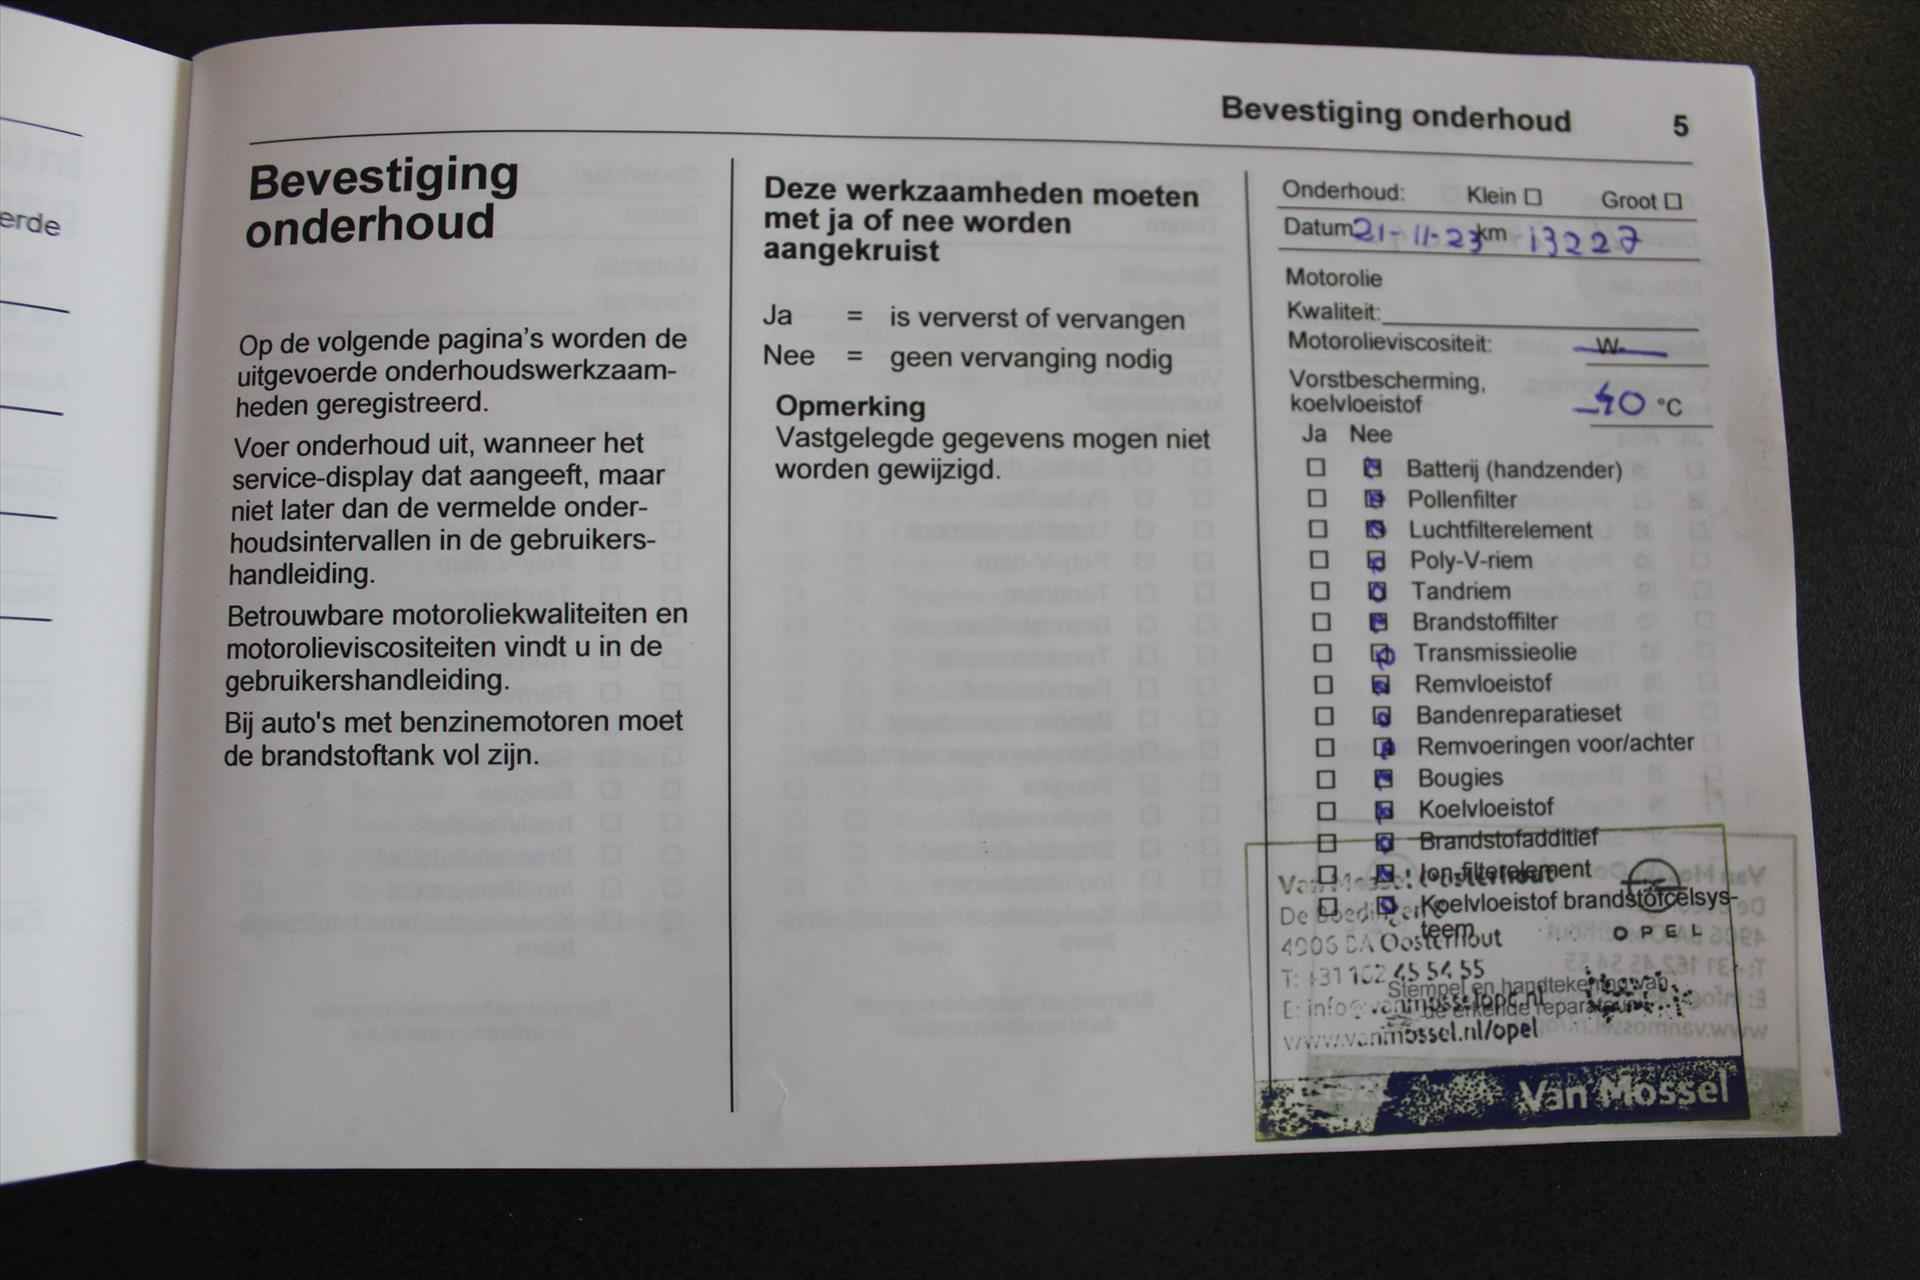 erde
Bevestiging onderhoud 5
Bevestiging
onderhoud
Op de volgende pagina's worden de
uitgevoerde onderhoudswerkzaam-
heden geregistreerd.
Voer onderhoud uit, wanneer het
service-display dat aangeeft, maar
niet later dan de vermelde onder-
houdsintervallen in de gebruikers-
handleiding.
Betrouwbare motoroliekwaliteiten en
motorolieviscositeiten vindt u in de
gebruikershandleiding.
Bij auto's met benzinemotoren moet
de brandstoftank vol zijn.
Deze werkzaamheden moeten
met ja of nee worden
aangekruist
Ja = is ververst of vervangen
Nee = geen vervanging nodig
Opmerking
Vastgelegde gegevens mogen niet
worden gewijzigd.
Onderhoud: Klein Groot
Datum 21-11-23 km 13227
Motorolie
Kwaliteit:
Motorolieviscositeit: W
Vorstbescherming,
koelvloeistof -40 °C
Ja Nee
Batterij (handzender)
Pollenfilter
Luchtfilterelement
Poly-V-riem
Tandriem
Brandstoffilter
Transmissieolie
Remvloeistof
Bandenreparatieset
Remvoeringen voor/achter
Bougies
Koelvloeistof
Brandstofadditief
Ion-filterelement
Koelvloeistof brandstofcelsys-
teem
Stempel en handtekening van
de erkende reparateur
Van Mossel Oosterhout
4906 BA Oosterhout
T: +31 162 45 54 55
E: info@vanmosselopc.nl
www.vanmossel.nl/opel
OPEL
Van Mossel